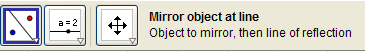 a = 2
Mirror object at line
Object to mirror, then line of reflection